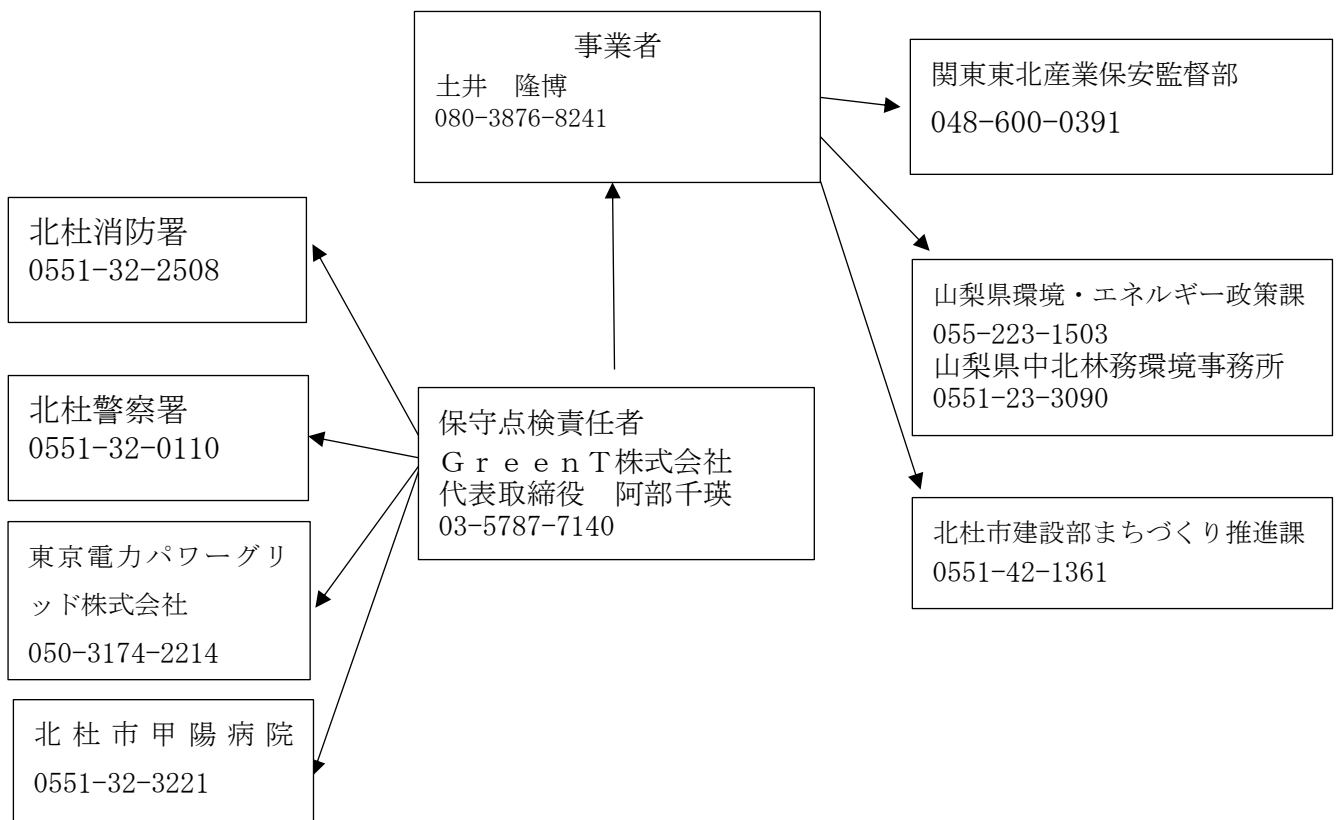 事業者
土井　隆博
080-3876-8241
関東東北産業保安監督部
048-600-0391
北杜消防署
0551-32-2508
山梨県環境・エネルギー政策課
055-223-1503
山梨県中北林務環境事務所
0551-23-3090
北杜警察署
0551-32-0110
保守点検責任者
ＧｒｅｅｎＴ株式会社
代表取締役　阿部千瑛
03-5787-7140
北杜市建設部まちづくり推進課
0551-42-1361
東京電力パワーグリ
ッド株式会社
050-3174-2214
北杜市甲陽病院
0551-32-3221